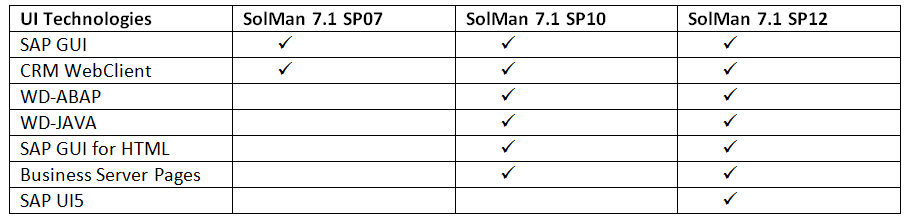 UI Technologies SolMan 7.1 SP07 SolMan 7.1 SP10 SolMan 7.1 SP12
SAP GUI ✓ ✓ ✓
CRM WebClient ✓ ✓ ✓
WD-ABAP ✓ ✓
WD-JAVA ✓ ✓
SAP GUI for HTML ✓ ✓
Business Server Pages ✓ ✓
SAP UI5 ✓